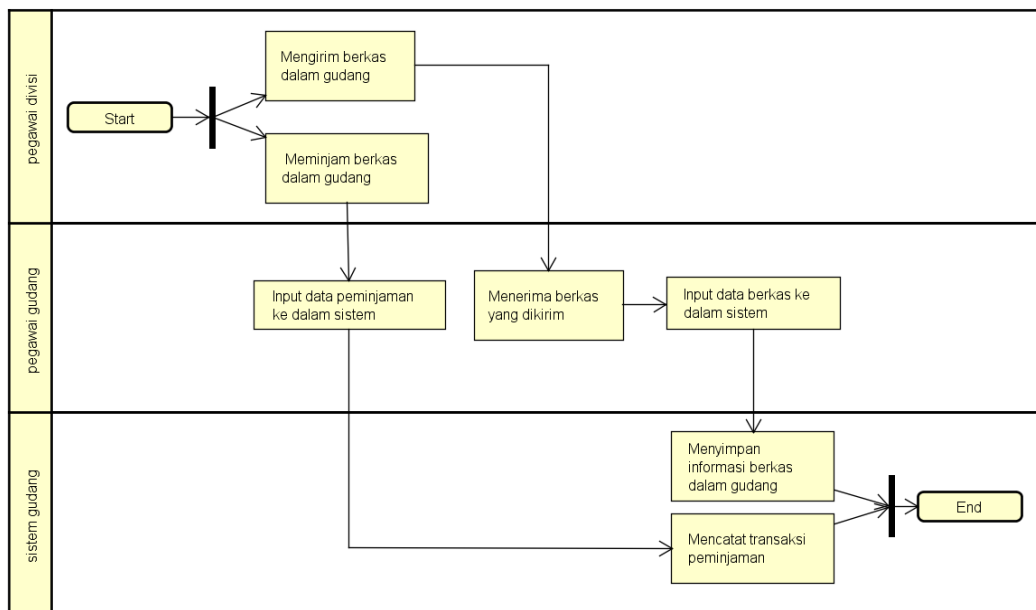 pegawai divisi
Start
Mengirim berkas
dalam gudang
Meminjam berkas
dalam gudang
pegawai gudang
Input data peminjaman
ke dalam sistem
Menerima berkas
yang dikirim
Input data berkas ke
dalam sistem
sistem gudang
Menyimpan
informasi berkas
dalam gudang
Mencatat transaksi
peminjaman
End